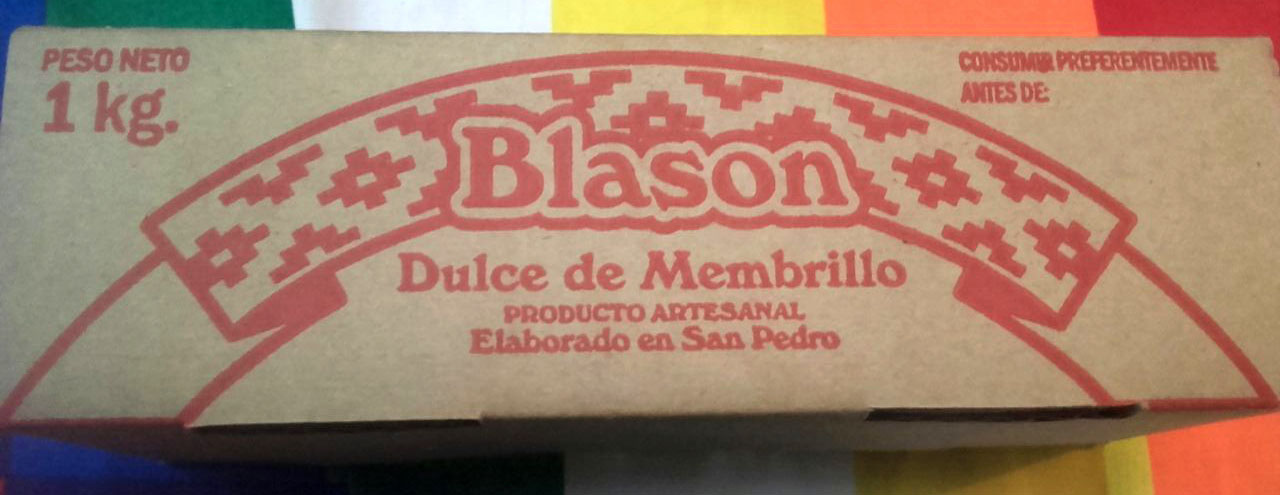 PESO NETO
1 kg.
CONSUMIR PREFERENTEMENTE
ANTES DE:
Blason
Dulce de Membrillo
PRODUCTO ARTESANAL
Elaborado en San Pedro